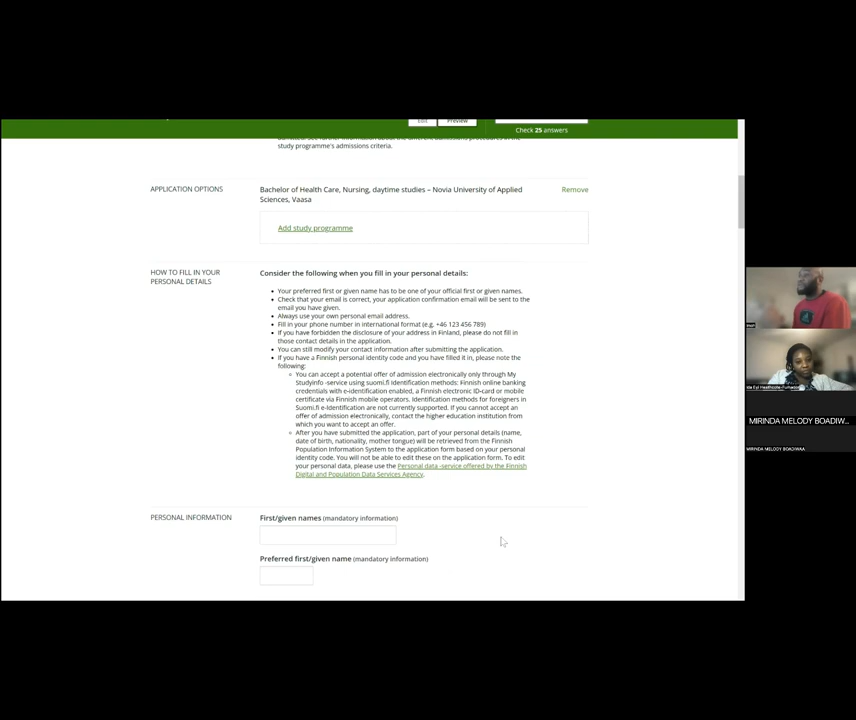 Edit
Preview
Check 25 answers
study programme's admissions criteria.
APPLICATION OPTIONS
Bachelor of Health Care, Nursing, daytime studies – Novia University of Applied
Sciences, Vaasa
Remove
Add study programme
HOW TO FILL IN YOUR
PERSONAL DETAILS
Consider the following when you fill in your personal details:
Your preferred first or given name has to be one of your official first or given names.
Check that your email is correct, your application confirmation email will be sent to the
email you have given.
Always use your own personal email address.
Fill in your phone number in international format (e.g. +46 123 456 789)
If you have forbidden the disclosure of your address in Finland, please do not fill in
those contact details in the application.
You can still modify your contact information after submitting the application.
If you have a Finnish personal identity code and you have filled it in, please note the
following:
You can accept a potential offer of admission electronically only through My
Studyinfo -service using suomi.fi identification methods: Finnish online banking
credentials with e-identification enabled, a Finnish electronic ID-card or mobile
certificate via Finnish mobile operators. Identification methods for foreigners in
Suomi.fi e-Identification are not currently supported. If you cannot accept an
offer of admission electronically, contact the higher education institution from
which you want to accept an offer.
After you have submitted the application, part of your personal details (name,
date of birth, nationality, mother tongue) will be retrieved from the Finnish
Population Information System to the application form based on your personal
identity code. You will not be able to edit these on the application form. To edit
your personal data, please use the Personal data -service offered by the Finnish
Digital and Population Data Services Agency.
PERSONAL INFORMATION
First/given names (mandatory information)
Preferred first/given name (mandatory information)
MIRINDA MELODY BOADIW...
MIRINDA MELODY BOADIWAA